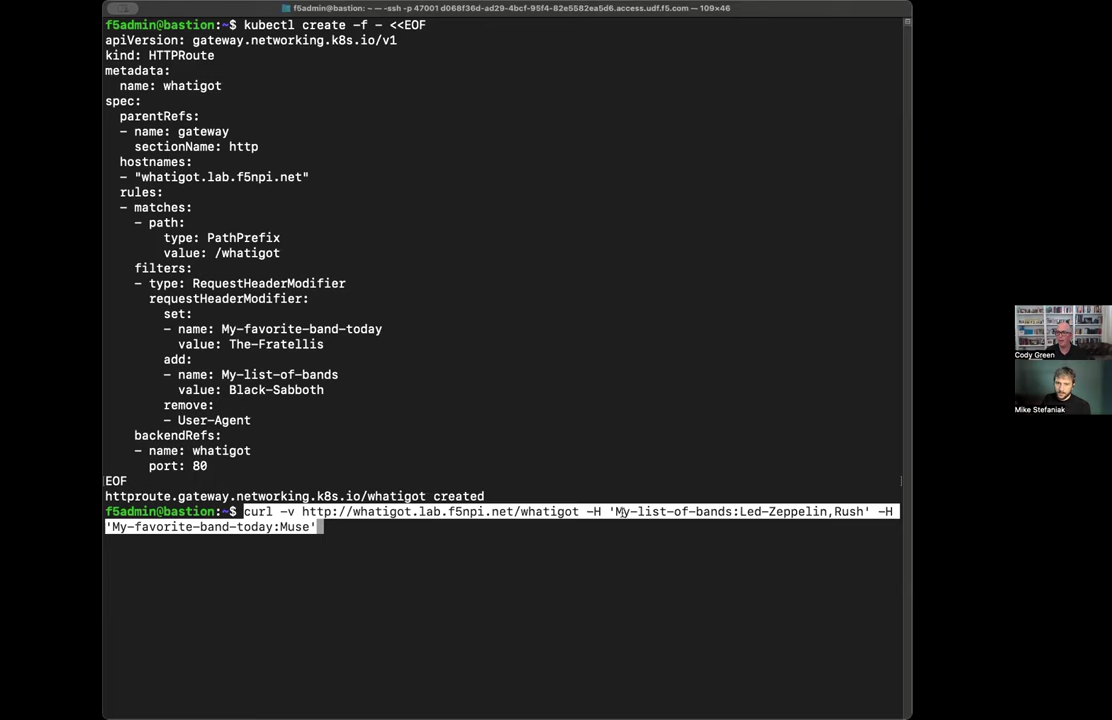 f5admin@bastion: ~ — -ssh -p 47001 d068f36d-ad29-4bcf-95f4-82e5552882d5.access.udf.f5.com — 109×46
f5admin@bastion:~$ kubectl create -f - <<EOF
apiVersion: gateway.networking.k8s.io/v1
kind: HTTPRoute
metadata:
  name: whatigot
spec:
  parentRefs:
  - name: gateway
    sectionName: http
  hostnames:
  - "whatigot.lab.f5npi.net"
  rules:
  - matches:
    - path:
        type: PathPrefix
        value: /whatigot
    filters:
    - type: RequestHeaderModifier
      requestHeaderModifier:
        set:
        - name: My-favorite-band-today
          value: The-Fratellis
        add:
        - name: My-list-of-bands
          value: Black-Sabboth
        remove:
        - User-Agent
    backendRefs:
    - name: whatigot
      port: 80
EOF
httproute.gateway.networking.k8s.io/whatigot created
f5admin@bastion:~$ curl -v http://whatigot.lab.f5npi.net/whatigot -H 'My-list-of-bands:Led-Zeppelin,Rush' -H
'My-favorite-band-today:Muse'
Cody Green
Mike Stefaniak